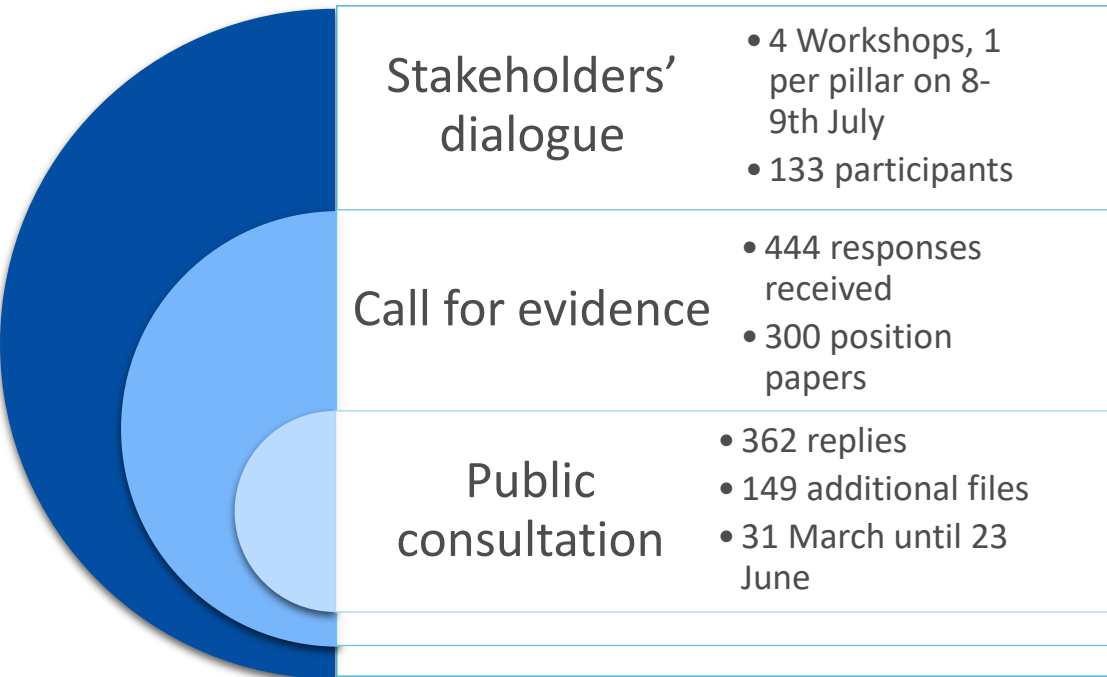 Stakeholders’
dialogue
• 4 Workshops, 1
per pillar on 8-
9th July
• 133 participants
Call for evidence
• 444 responses
received
• 300 position
papers
Public
consultation
• 362 replies
• 149 additional files
• 31 March until 23
June